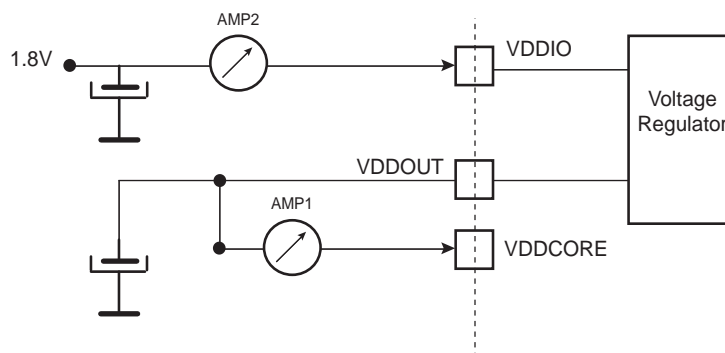 AMP2
1.8V
VDDIO
Voltage
Regulator
VDDOUT
AMP1
VDDCORE